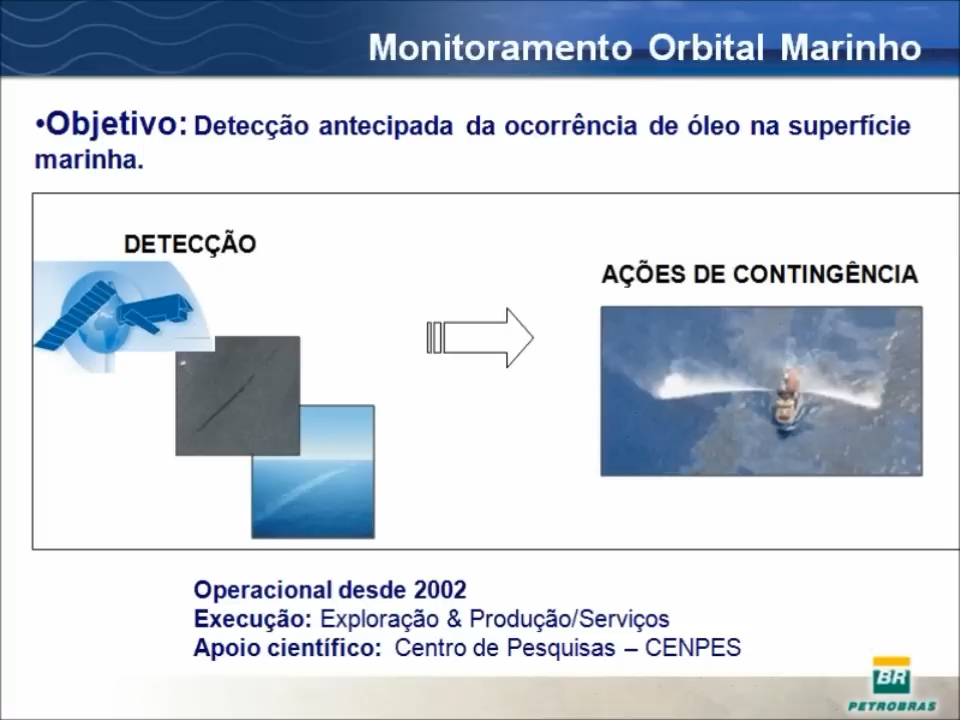 Monitoramento Orbital Marinho
•Objetivo: Detecção antecipada da ocorrência de óleo na superfície
marinha.
DETECÇÃO
AÇÕES DE CONTINGÊNCIA
Operacional desde 2002
Execução: Exploração & Produção/Serviços
Apoio científico: Centro de Pesquisas – CENPES
BR
PETROBRAS